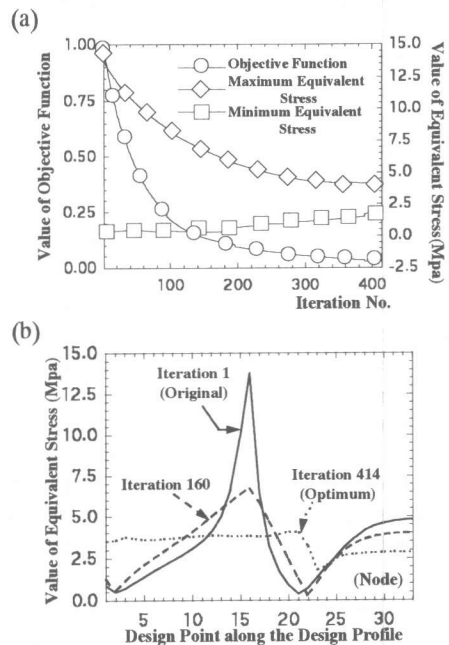 (a)
Value of Objective Function
1.00
0.75
0.50
0.25
0.00
Objective Function
Maximum Equivalent
Stress
Minimum Equivalent
Stress
15.0
12.5
10.0
7.5
5.0
2.5
0.0
-2.5
Value of Equivalent Stress(Mpa)
100 200 300 400
Iteration No.
(b)
Value of Equivalent Stress (Mpa)
15.0
12.5
10.0
7.5
5.0
2.5
0.0
Iteration 1
(Original)
Iteration 160
Iteration 414
(Optimum)
(Node)
5 10 15 20 25 30
Design Point along the Design Profile